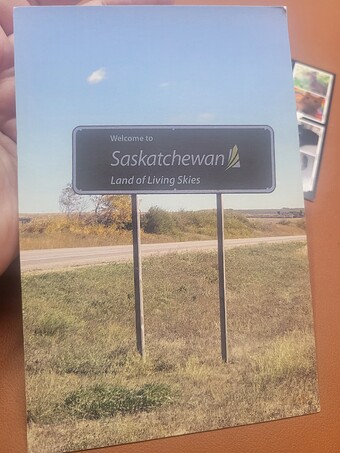 Welcome to
Saskatchewan
Land of Living Skies